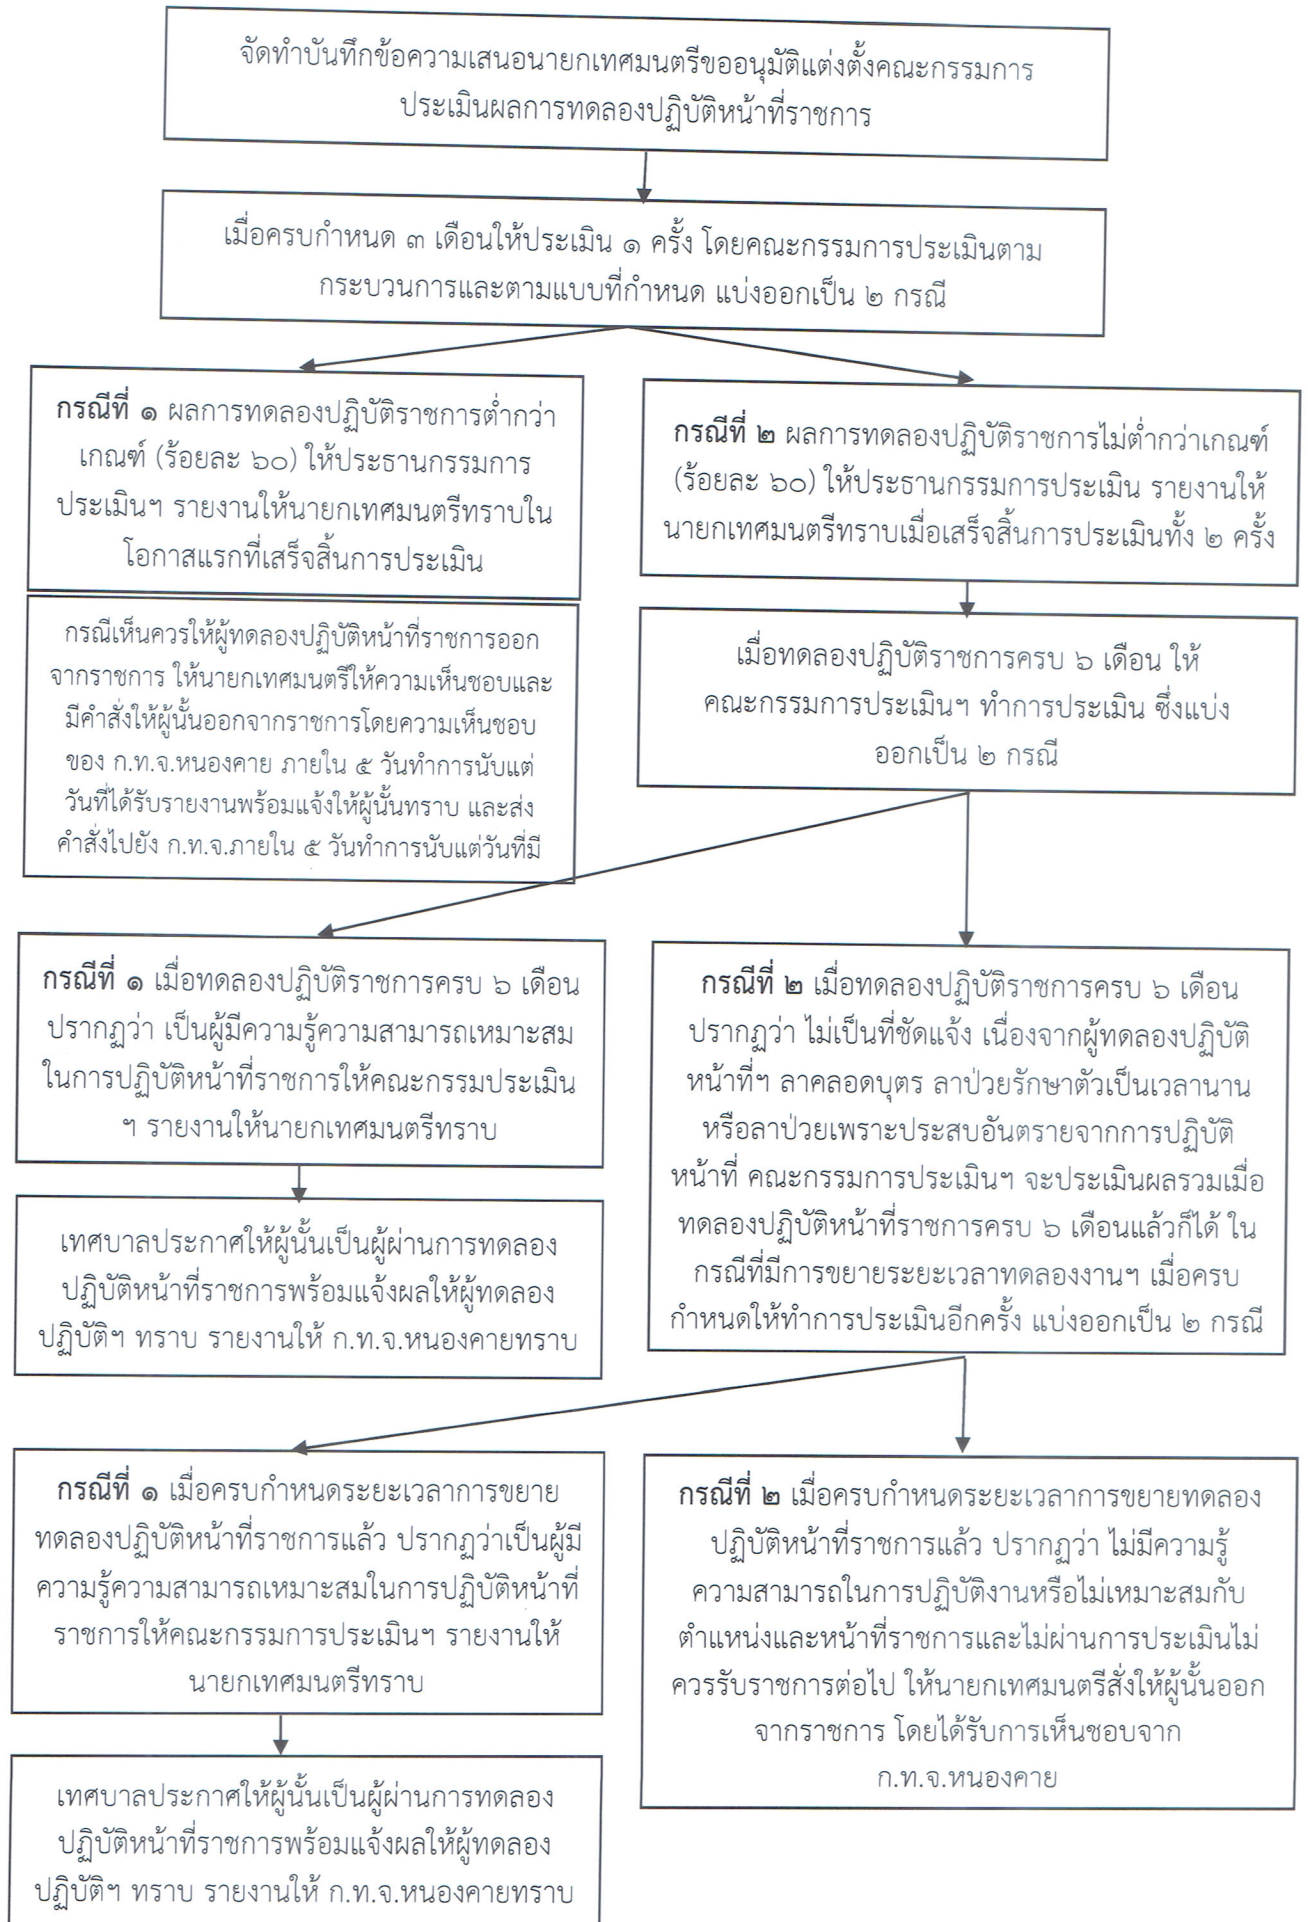 จัดทำบันทึกข้อความเสนอนายกเทศมนตรีขออนุมัติแต่งตั้งคณะกรรมการ
ประเมินผลการทดลองปฏิบัติหน้าที่ราชการ
เมื่อครบกำหนด ๓ เดือนให้ประเมิน ๑ ครั้ง โดยคณะกรรมการประเมินตาม
กระบวนการและตามแบบที่กำหนด แบ่งออกเป็น ๒ กรณี
กรณีที่ ๑ ผลการทดลองปฏิบัติราชการต่ำกว่า
เกณฑ์ (ร้อยละ ๖๐) ให้ประธานกรรมการ
ประเมินฯ รายงานให้นายกเทศมนตรีทราบใน
โอกาสแรกที่เสร็จสิ้นการประเมิน
กรณีที่ ๒ ผลการทดลองปฏิบัติราชการไม่ต่ำกว่าเกณฑ์
(ร้อยละ ๖๐) ให้ประธานกรรมการประเมิน รายงานให้
นายกเทศมนตรีทราบเมื่อเสร็จสิ้นการประเมินทั้ง ๒ ครั้ง
กรณีเห็นควรให้ผู้ทดลองปฏิบัติหน้าที่ราชการออก
จากราชการ ให้นายกเทศมนตรีให้ความเห็นชอบและ
มีคำสั่งให้ผู้นั้นออกจากราชการโดยความเห็นชอบ
ของ ก.ท.จ.หนองคาย ภายใน ๕ วันทำการนับแต่
วันที่ได้รับรายงานพร้อมแจ้งให้ผู้นั้นทราบ และส่ง
คำสั่งไปยัง ก.ท.จ.ภายใน ๕ วันทำการนับแต่วันที่มี
เมื่อทดลองปฏิบัติราชการครบ ๖ เดือน ให้
คณะกรรมการประเมินฯ ทำการประเมิน ซึ่งแบ่ง
ออกเป็น ๒ กรณี
กรณีที่ ๑ เมื่อทดลองปฏิบัติราชการครบ ๖ เดือน
ปรากฏว่า เป็นผู้มีความรู้ความสามารถเหมาะสม
ในการปฏิบัติหน้าที่ราชการให้คณะกรรมประเมิน
ฯ รายงานให้นายกเทศมนตรีทราบ
เทศบาลประกาศให้ผู้นั้นเป็นผู้ผ่านการทดลอง
ปฏิบัติหน้าที่ราชการพร้อมแจ้งผลให้ผู้ทดลอง
ปฏิบัติฯ ทราบ รายงานให้ ก.ท.จ.หนองคายทราบ
กรณีที่ ๒ เมื่อทดลองปฏิบัติราชการครบ ๖ เดือน
ปรากฏว่า ไม่เป็นที่ชัดแจ้ง เนื่องจากผู้ทดลองปฏิบัติ
หน้าที่ฯ ลาคลอดบุตร ลาป่วยรักษาตัวเป็นเวลานาน
หรือลาป่วยเพราะประสบอันตรายจากการปฏิบัติ
หน้าที่ คณะกรรมการประเมินฯ จะประเมินผลรวมเมื่อ
ทดลองปฏิบัติหน้าที่ราชการครบ ๖ เดือนแล้วก็ได้ ใน
กรณีที่มีการขยายระยะเวลาทดลองงานฯ เมื่อครบ
กำหนดให้ทำการประเมินอีกครั้ง แบ่งออกเป็น ๒ กรณี
กรณีที่ ๑ เมื่อครบกำหนดระยะเวลาการขยาย
ทดลองปฏิบัติหน้าที่ราชการแล้ว ปรากฏว่าเป็นผู้มี
ความรู้ความสามารถเหมาะสมในการปฏิบัติหน้าที่
ราชการให้คณะกรรมการประเมินฯ รายงานให้
นายกเทศมนตรีทราบ
เทศบาลประกาศให้ผู้นั้นเป็นผู้ผ่านการทดลอง
ปฏิบัติหน้าที่ราชการพร้อมแจ้งผลให้ผู้ทดลอง
ปฏิบัติฯ ทราบ รายงานให้ ก.ท.จ.หนองคายทราบ
กรณีที่ ๒ เมื่อครบกำหนดระยะเวลาการขยายทดลอง
ปฏิบัติหน้าที่ราชการแล้ว ปรากฏว่า ไม่มีความรู้
ความสามารถในการปฏิบัติงานหรือไม่เหมาะสมกับ
ตำแหน่งและหน้าที่ราชการและไม่ผ่านการประเมินไม่
ควรรับราชการต่อไป ให้นายกเทศมนตรีสั่งให้ผู้นั้นออก
จากราชการ โดยได้รับการเห็นชอบจาก
ก.ท.จ.หนองคาย